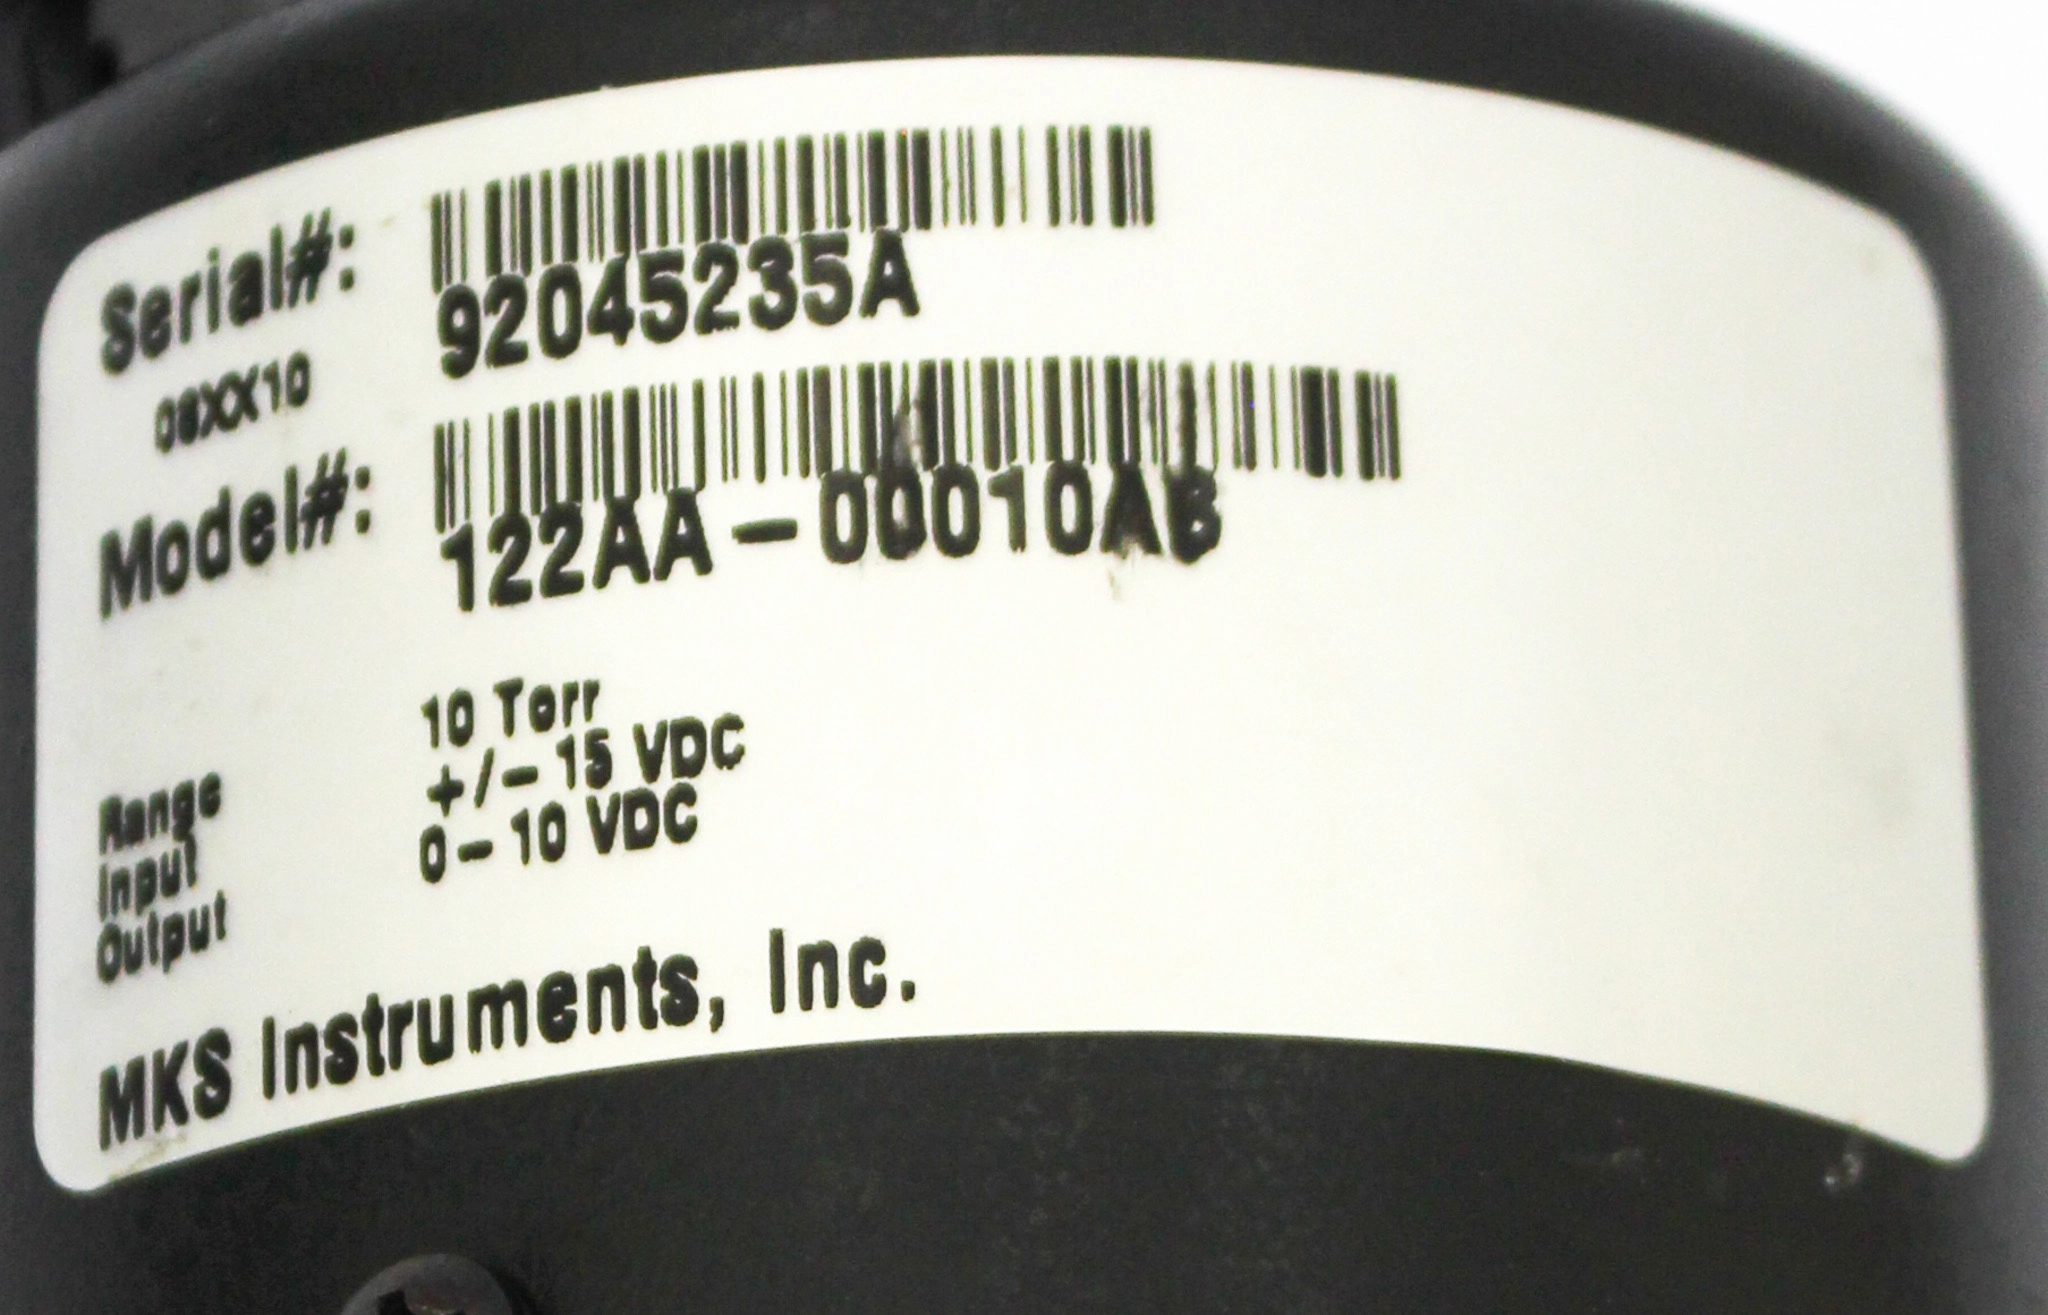 Serial#: 92045235A
08XX10
Model#: 122AA-00010AB
Range 10 Torr
Input +/- 15 VDC
Output 0 - 10 VDC
MKS Instruments, Inc.